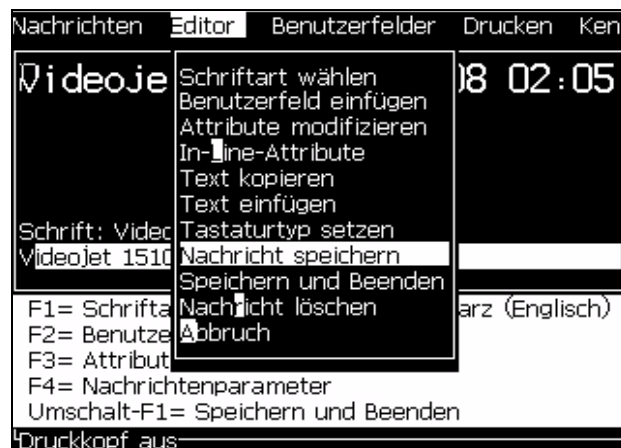 Nachrichten Editor Benutzerfelder Drucken Ken
Videoje 08 02:05
Schriftart wählen
Benutzerfeld einfügen
Attribute modifizieren
In-Line-Attribute
Text kopieren
Text einfügen
Schrift: Videc Tastaturtyp setzen
Videojet 1510 Nachricht speichern
Speichern und Beenden
F1= Schrifta Nachricht löschen arz (Englisch)
F2= Benutze Abbruch
F3= Attribut
F4= Nachrichtenparameter
Umschalt-F1= Speichern und Beenden
Druckkopf aus